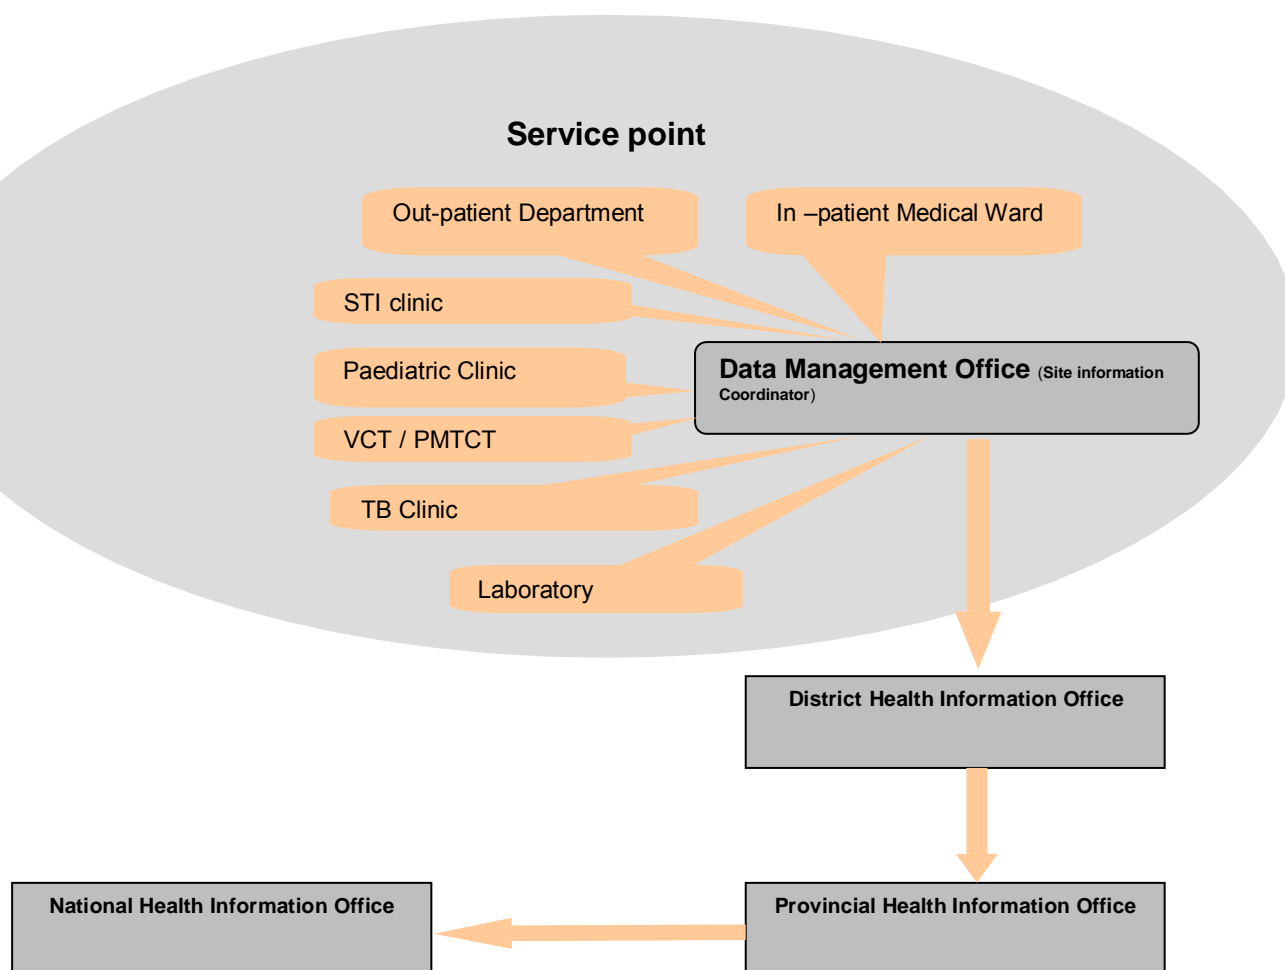 Service point
Out-patient Department
In –patient Medical Ward
STI clinic
Paediatric Clinic
Data Management Office (Site information
Coordinator)
VCT / PMTCT
TB Clinic
Laboratory
District Health Information Office
National Health Information Office
Provincial Health Information Office